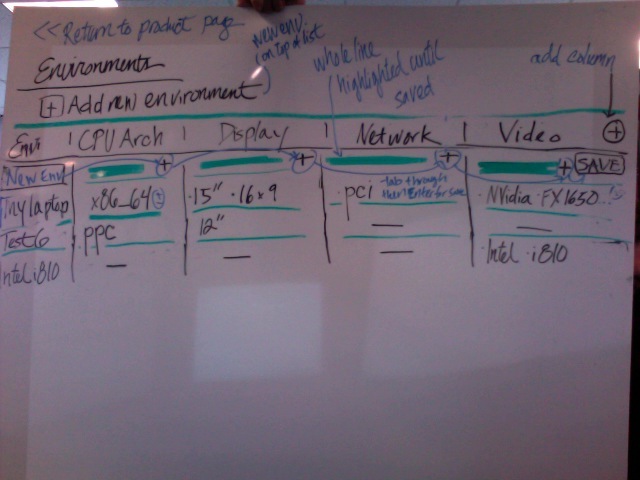 <<Return to product page
new env. on top of list
Environments
whole line highlighted until saved
add column
[+] Add new environment
Env | CPU Arch | Display | Network | Video +
New env + + + + SAVE
Tiny laptop x86_64 ·15" ·16x9 ·pci -tab through then Enter for save ·NVidia ·FX1650
Test 6 ·ppc 12" — —
Intel i810 — — — ·Intel ·i810